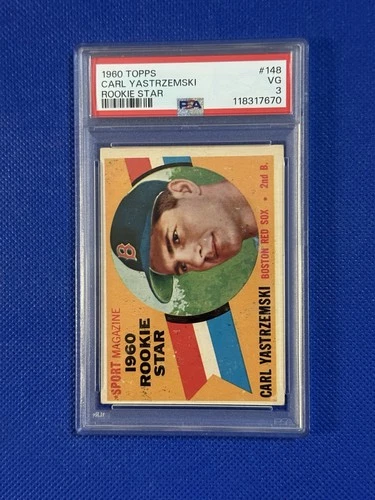 1960 TOPPS #148
CARL YASTRZEMSKI VG
ROOKIE STAR 3
PSA 118317670
B
SPORT MAGAZINE
1960
ROOKIE
STAR
CARL YASTRZEMSKI
BOSTON RED SOX • 2nd B.